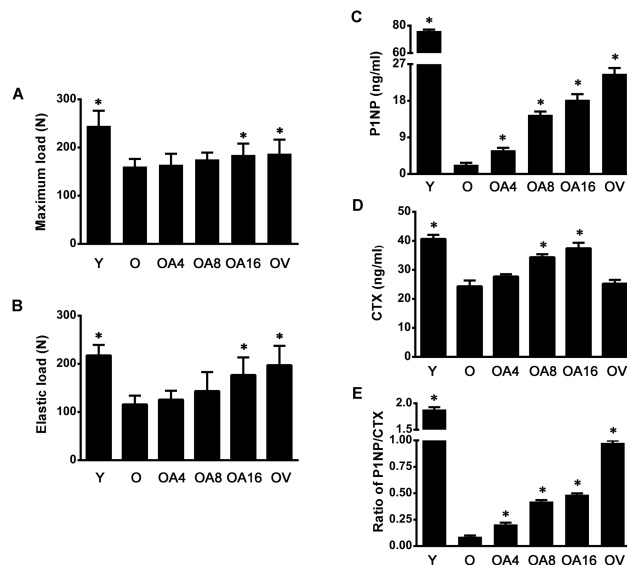 A
Maximum load (N)
300
200
100
0
* * *
Y O OA4 OA8 OA16 OV
B
Elastic load (N)
300
200
100
0
* * *
Y O OA4 OA8 OA16 OV
C
P1NP (ng/ml)
80
60
27
18
9
0
* * * * *
Y O OA4 OA8 OA16 OV
D
CTX (ng/ml)
50
40
30
20
10
0
* * *
Y O OA4 OA8 OA16 OV
E
Ratio of P1NP/CTX
2.0
1.5
1.00
0.75
0.50
0.25
0.00
* * * * *
Y O OA4 OA8 OA16 OV